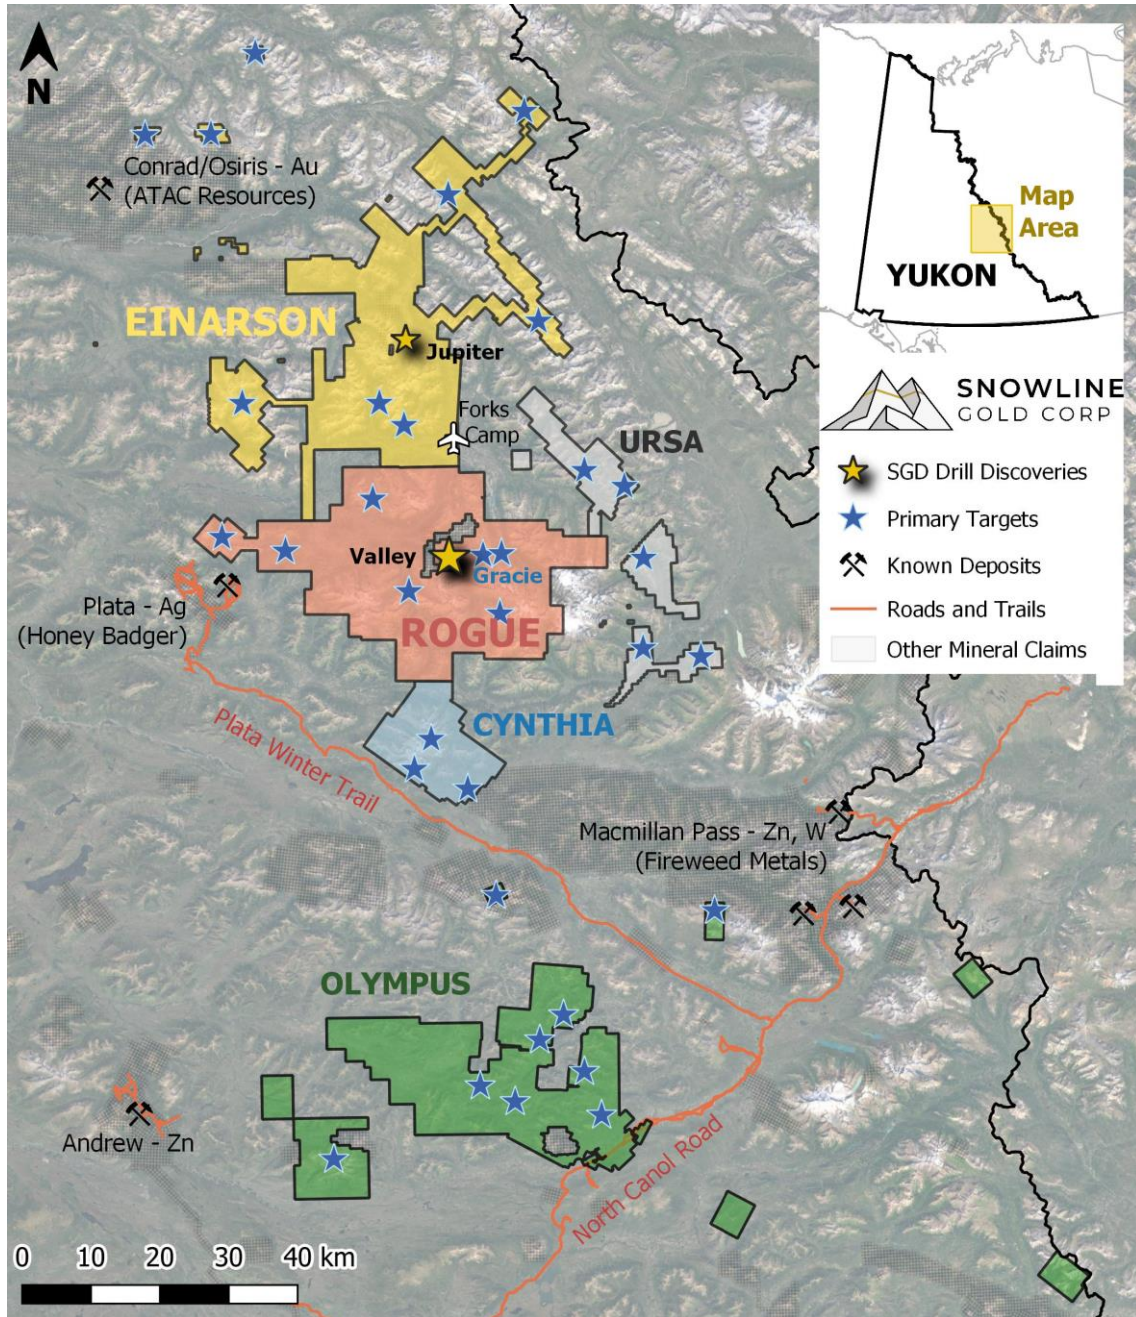 N
Conrad/Osiris - Au
(ATAC Resources)
EINARSON
Jupiter
Forks
Camp
URSA
Valley
Gracie
Plata - Ag
(Honey Badger)
ROGUE
CYNTHIA
Plata Winter Trail
Macmillan Pass - Zn, W
(Fireweed Metals)
OLYMPUS
Andrew - Zn
North Canol Road
0 10 20 30 40 km
Map
Area
YUKON
SNOWLINE
GOLD CORP
SGD Drill Discoveries
Primary Targets
Known Deposits
Roads and Trails
Other Mineral Claims